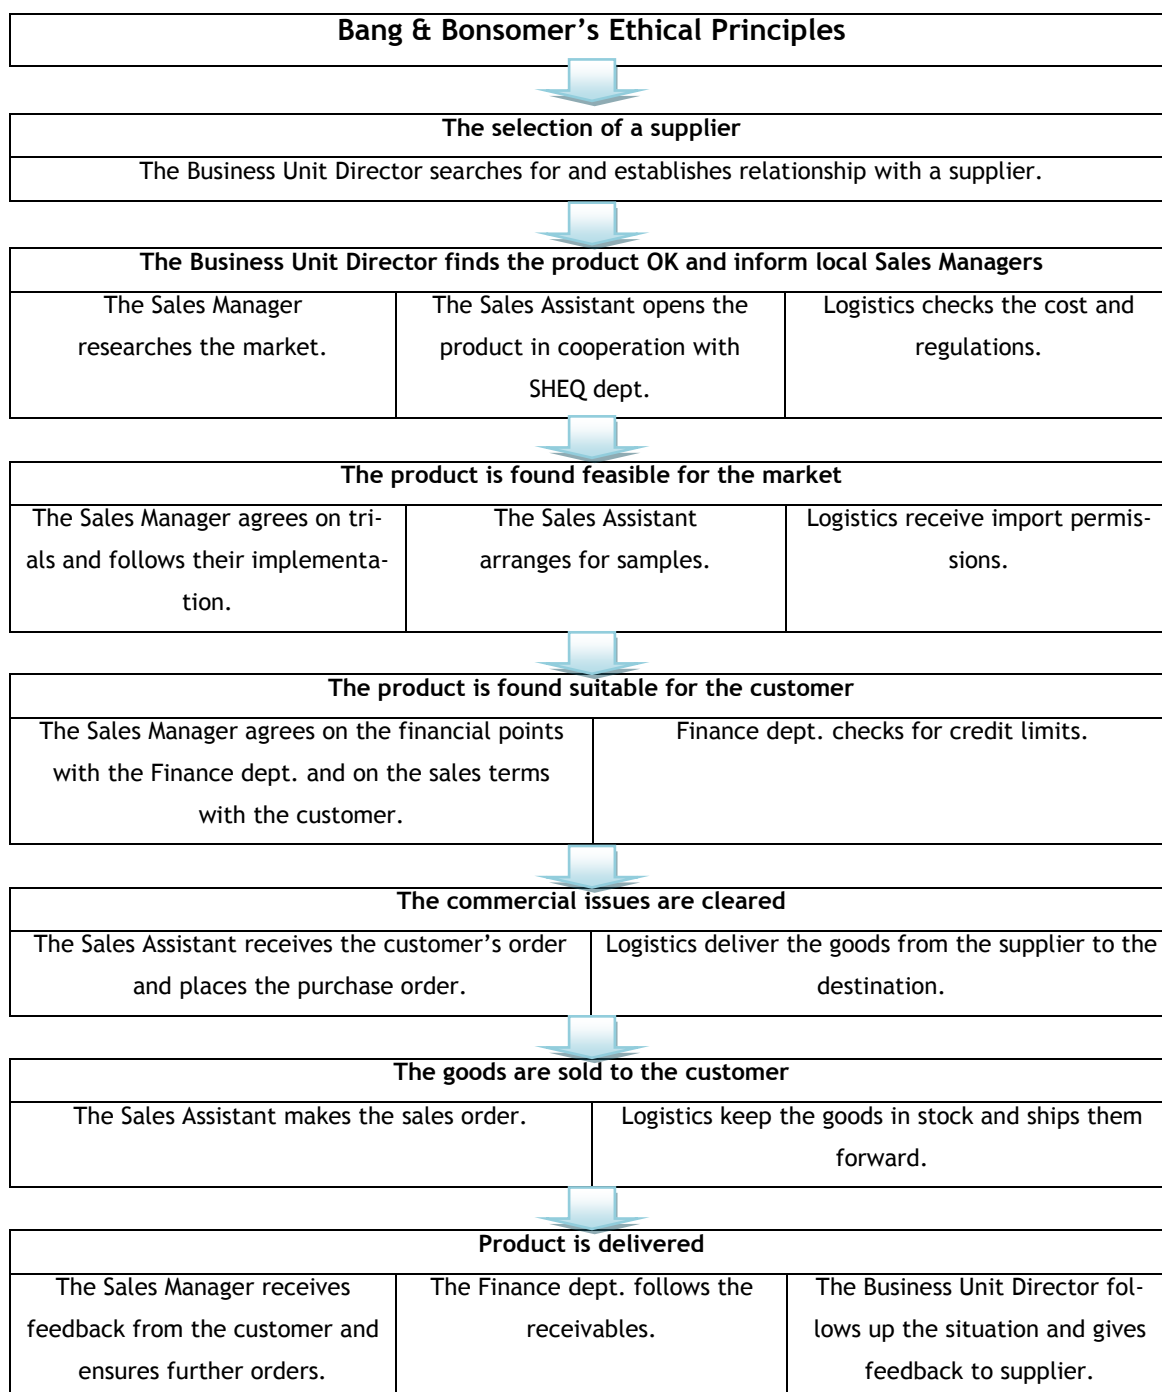 Bang & Bonsomer’s Ethical Principles
The selection of a supplier
The Business Unit Director searches for and establishes relationship with a supplier.
The Business Unit Director finds the product OK and inform local Sales Managers
The Sales Manager
researches the market.
The Sales Assistant opens the
product in cooperation with
SHEQ dept.
Logistics checks the cost and
regulations.
The product is found feasible for the market
The Sales Manager agrees on tri-
als and follows their implementa-
tion.
The Sales Assistant
arranges for samples.
Logistics receive import permis-
sions.
The product is found suitable for the customer
The Sales Manager agrees on the financial points
with the Finance dept. and on the sales terms
with the customer.
Finance dept. checks for credit limits.
The commercial issues are cleared
The Sales Assistant receives the customer’s order
and places the purchase order.
Logistics deliver the goods from the supplier to the
destination.
The goods are sold to the customer
The Sales Assistant makes the sales order.
Logistics keep the goods in stock and ships them
forward.
Product is delivered
The Sales Manager receives
feedback from the customer and
ensures further orders.
The Finance dept. follows the
receivables.
The Business Unit Director fol-
lows up the situation and gives
feedback to supplier.